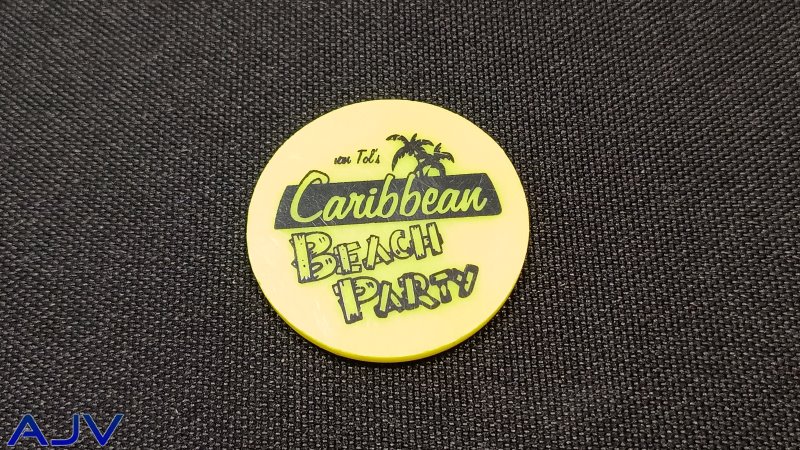 van Tol's
Caribbean
BEACH
PARTY
AJV